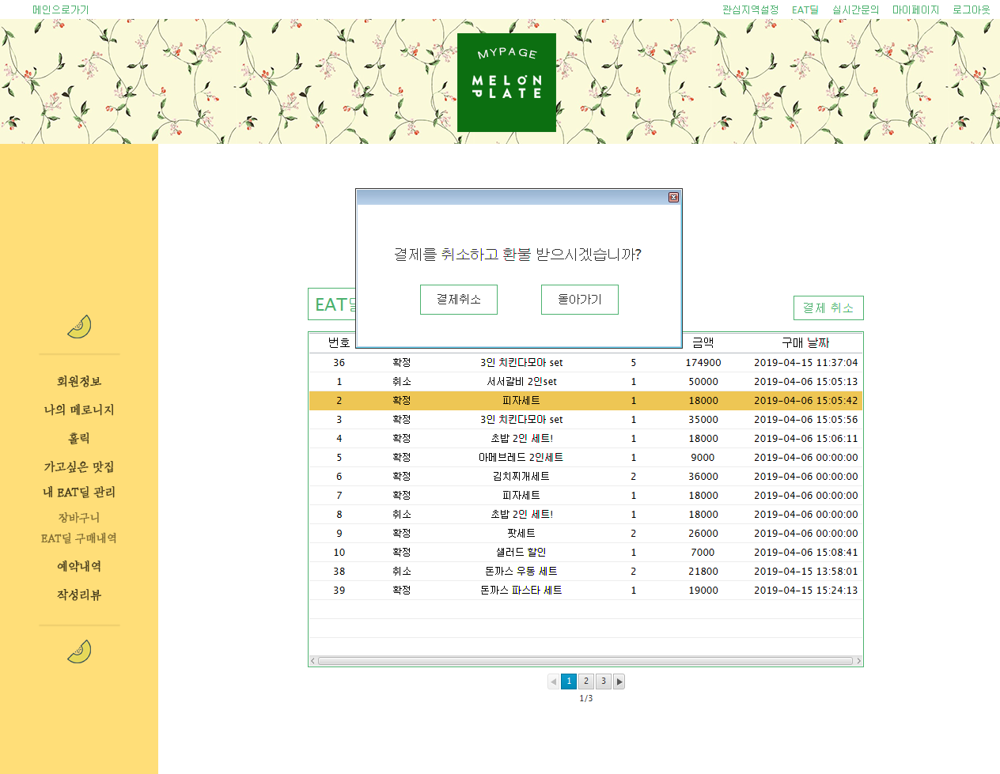 메인으로가기 관심지역설정 EAT딜 실시간문의 마이페이지 로그아웃
MYPAGE
MELON
PLATE
결제를 취소하고 환불 받으시겠습니까?
결제취소 돌아가기
EAT딜 결제 취소
번호 금액 구매 날짜
36 확정 3인 치킨다모아 set 5 174900 2019-04-15 11:37:04
1 취소 서서갈비 2인set 1 50000 2019-04-06 15:05:13
2 확정 피자세트 1 18000 2019-04-06 15:05:42
3 확정 3인 치킨다모아 set 1 35000 2019-04-06 15:05:56
4 확정 초밥 2인 세트! 1 18000 2019-04-06 15:06:11
5 확정 아메브레드 2인세트 1 9000 2019-04-06 00:00:00
6 확정 김치찌개세트 2 36000 2019-04-06 00:00:00
7 확정 피자세트 1 18000 2019-04-06 00:00:00
8 취소 초밥 2인 세트! 1 18000 2019-04-06 00:00:00
9 확정 팟세트 2 26000 2019-04-06 00:00:00
10 확정 샐러드 할인 1 7000 2019-04-06 15:08:41
38 취소 돈까스 우동 세트 2 21800 2019-04-15 13:58:01
39 확정 돈까스 파스타 세트 1 19000 2019-04-15 15:24:13
1 2 3
1/3
회원정보
나의 메로니지
홀릭
가고싶은 맛집
내 EAT딜 관리
장바구니
EAT딜 구매내역
예약내역
작성리뷰